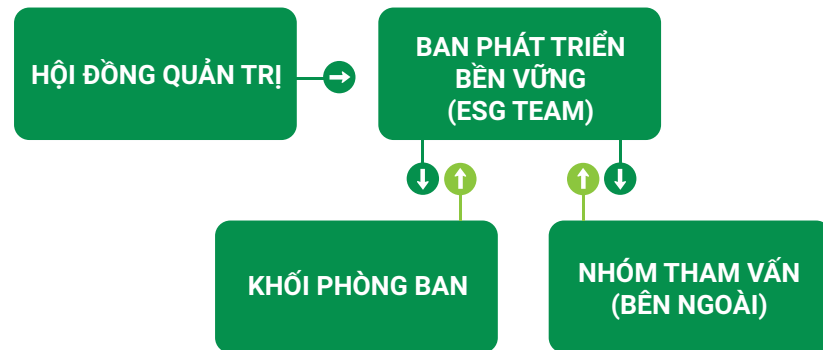 HỘI ĐỒNG QUẢN TRỊ
BAN PHÁT TRIỂN
BỀN VỮNG
(ESG TEAM)
KHỐI PHÒNG BAN
NHÓM THAM VẤN
(BÊN NGOÀI)